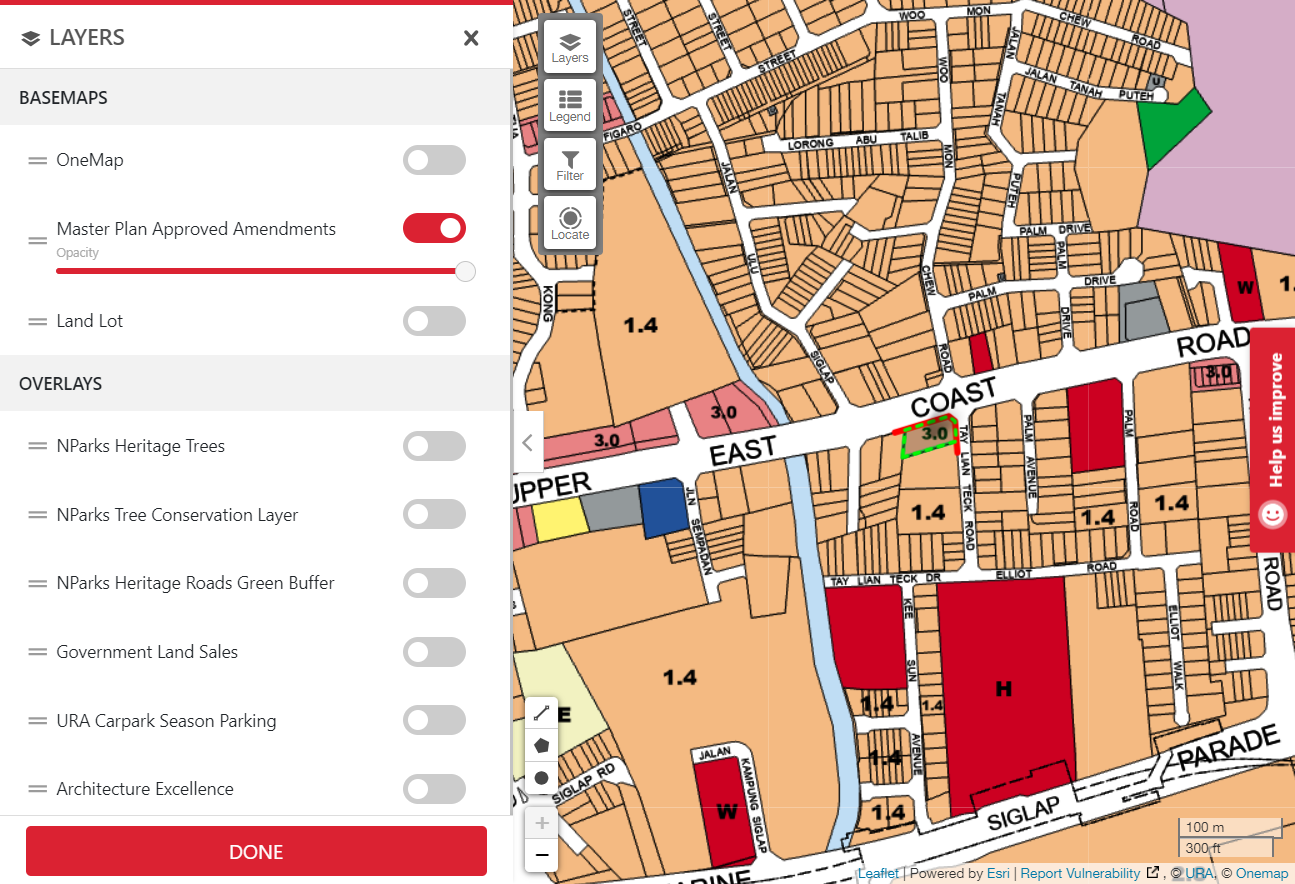 LAYERS
BASEMAPS
OneMap
Master Plan Approved Amendments
Opacity
Land Lot
OVERLAYS
NParks Heritage Trees
NParks Tree Conservation Layer
NParks Heritage Roads Green Buffer
Government Land Sales
URA Carpark Season Parking
Architecture Excellence
DONE
Layers
Legend
Filter
Locate
STREET
STREET
STREET
FIGARO
WOO
MON
CHEW
ROAD
JALAN
TANAH
PUTEH
JALAN
TANAH
PUTEH
U
WOO
MON
CHEW
ROAD
LORONG ABU TALIB
JALAN
ULU
SIGLAP
PALM DRIVE
PALM
DRIVE
PALM
DRIVE
KONG
W
1.
1.4
ROAD
3.0
COAST
3.0
3.0
3.0
EAST
UPPER
TAY LIAN TECK ROAD
PALM AVENUE
PALM
ROAD
1.4
1.4
1.4
JLN SEMPADAN
Help us improve
TAY LIAN TECK DR
ELLIOT
ROAD
ROAD
KEE
SUN
AVENUE
ELLIOT
WALK
1.4
H
1.4
1.4
1.4
1.4
E
SIGLAP RD
JALAN
KAMPUNG SIGLAP
W
SIGLAP
PARADE
100 m
300 ft
2.8
Leaflet | Powered by Esri | Report Vulnerability , © URA, © Onemap